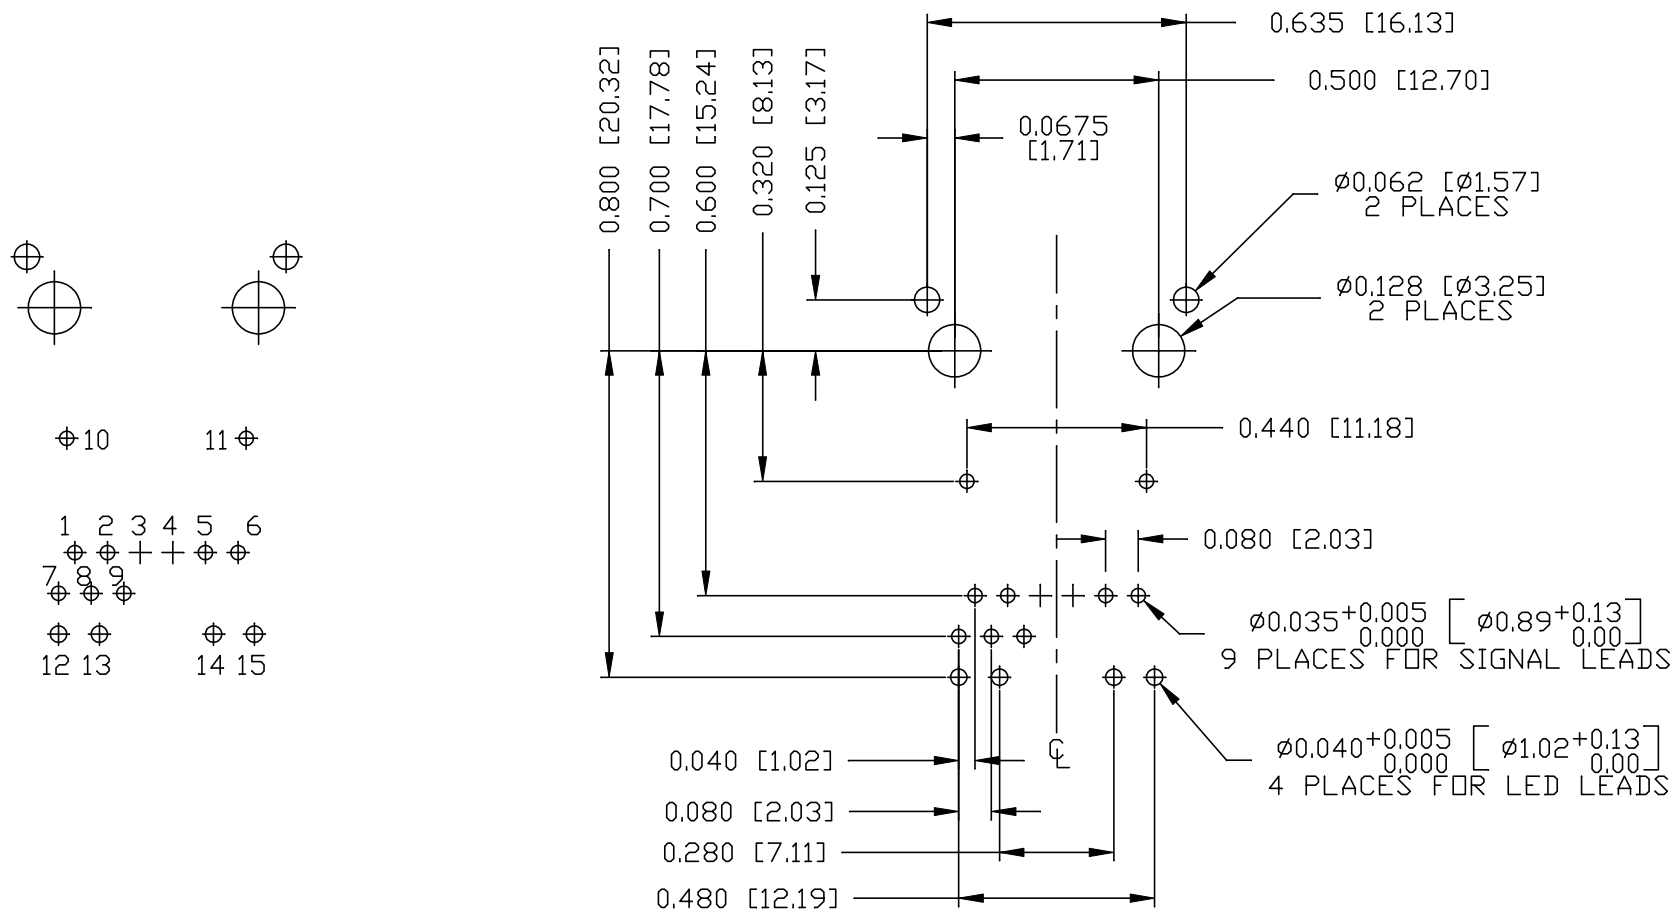 0.635 [16.13]
0.500 [12.70]
0.800 [20.32]
0.700 [17.78]
0.600 [15.24]
0.320 [8.13]
0.125 [3.17]
0.0675
[1.71]
Ø0.062 [Ø1.57]
2 PLACES
Ø0.128 [Ø3.25]
2 PLACES
10 11
0.440 [11.18]
1 2 3 4 5 6
7 8 9
0.080 [2.03]
12 13 14 15
Ø0.035+0.005 [Ø0.89+0.13]
0.000 0.00
9 PLACES FOR SIGNAL LEADS
Ø0.040+0.005 [Ø1.02+0.13]
0.000 0.00
4 PLACES FOR LED LEADS
CL
0.040 [1.02]
0.080 [2.03]
0.280 [7.11]
0.480 [12.19]